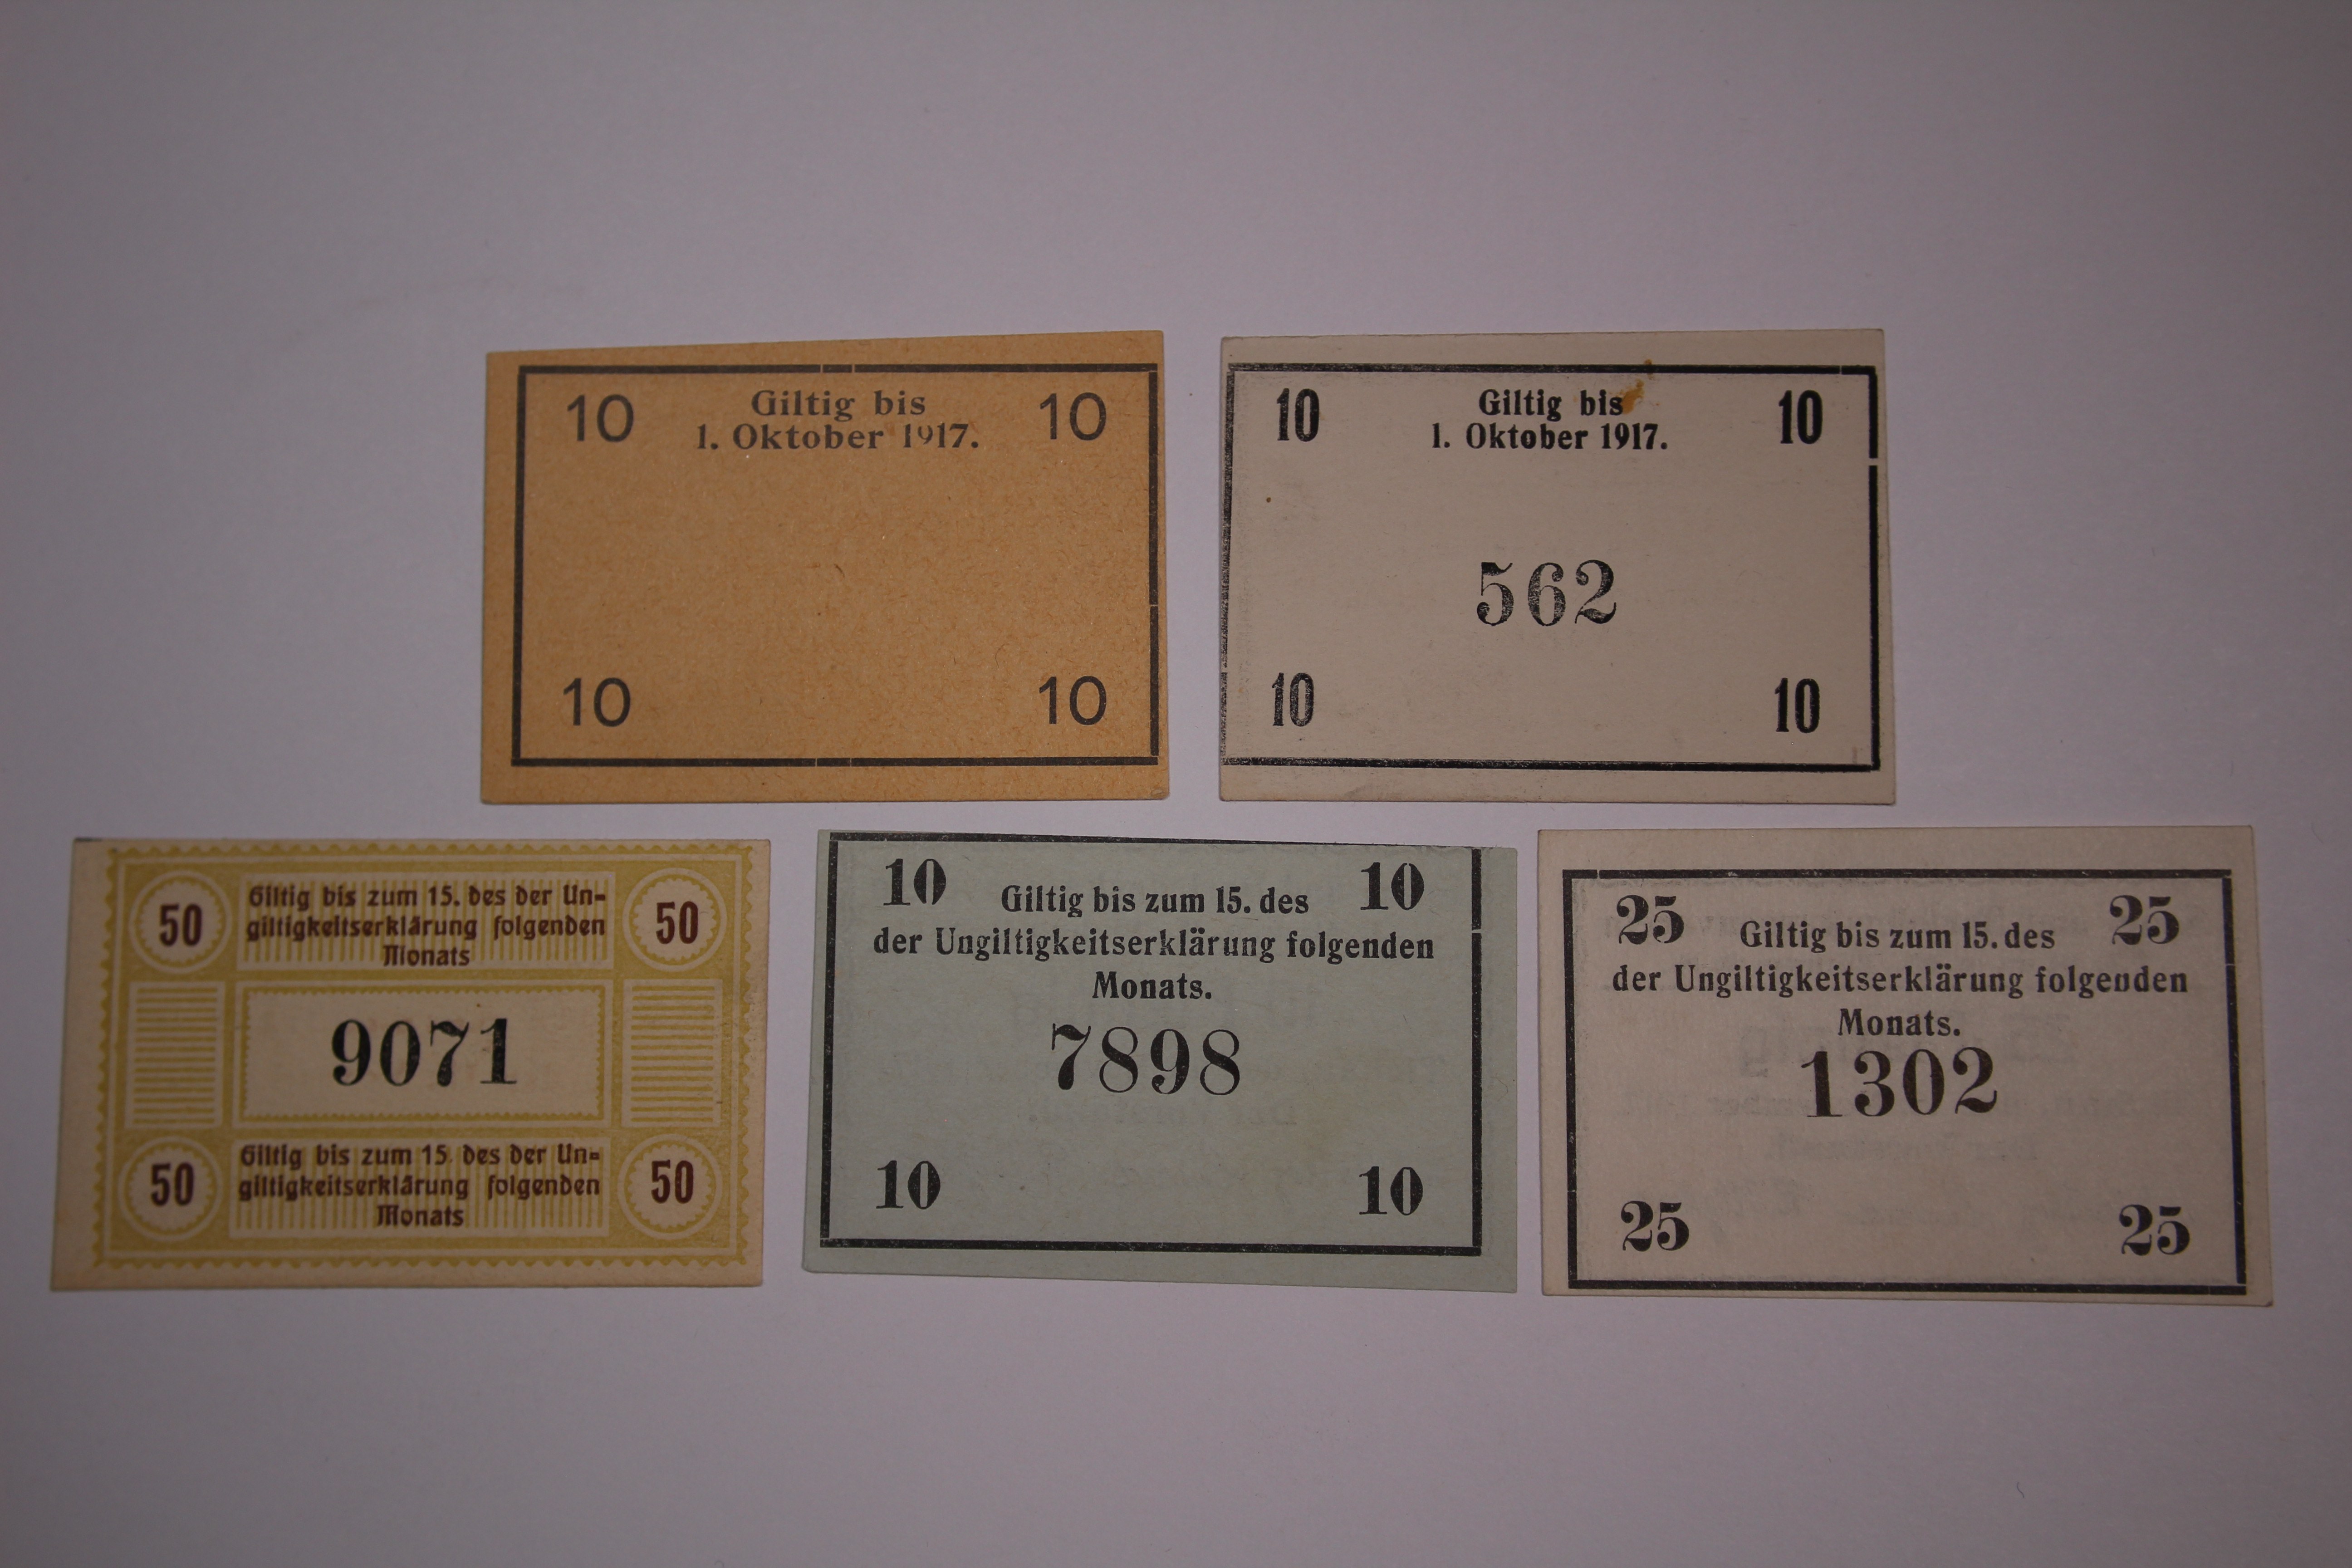 10 Giltig bis 10
1. Oktober 1917.
10 10
10 Giltig bis 10
1. Oktober 1917.
562
10 10
50 Giltig bis zum 15. des der Un- 50
giltigkeitserklärung folgenden
Monats
9071
50 Giltig bis zum 15. des der Un- 50
giltigkeitserklärung folgenden
Monats
10 Giltig bis zum 15. des 10
der Ungiltigkeitserklärung folgenden
Monats.
7898
10 10
25 Giltig bis zum 15. des 25
der Ungiltigkeitserklärung folgenden
Monats.
1302
25 25